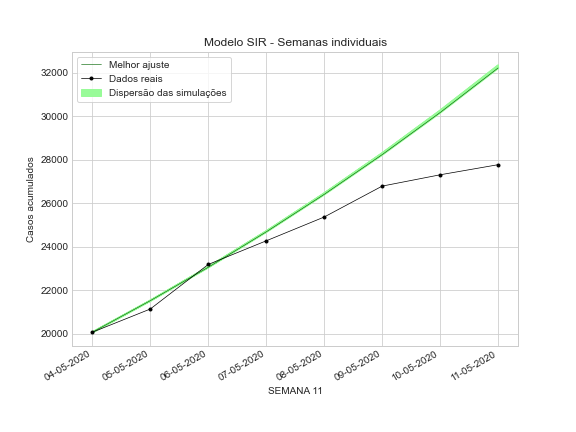 Modelo SIR - Semanas individuais
Melhor ajuste
Dados reais
Dispersão das simulações
Casos acumulados
32000
30000
28000
26000
24000
22000
20000
04-05-2020
05-05-2020
06-05-2020
07-05-2020
08-05-2020
09-05-2020
10-05-2020
11-05-2020
SEMANA 11